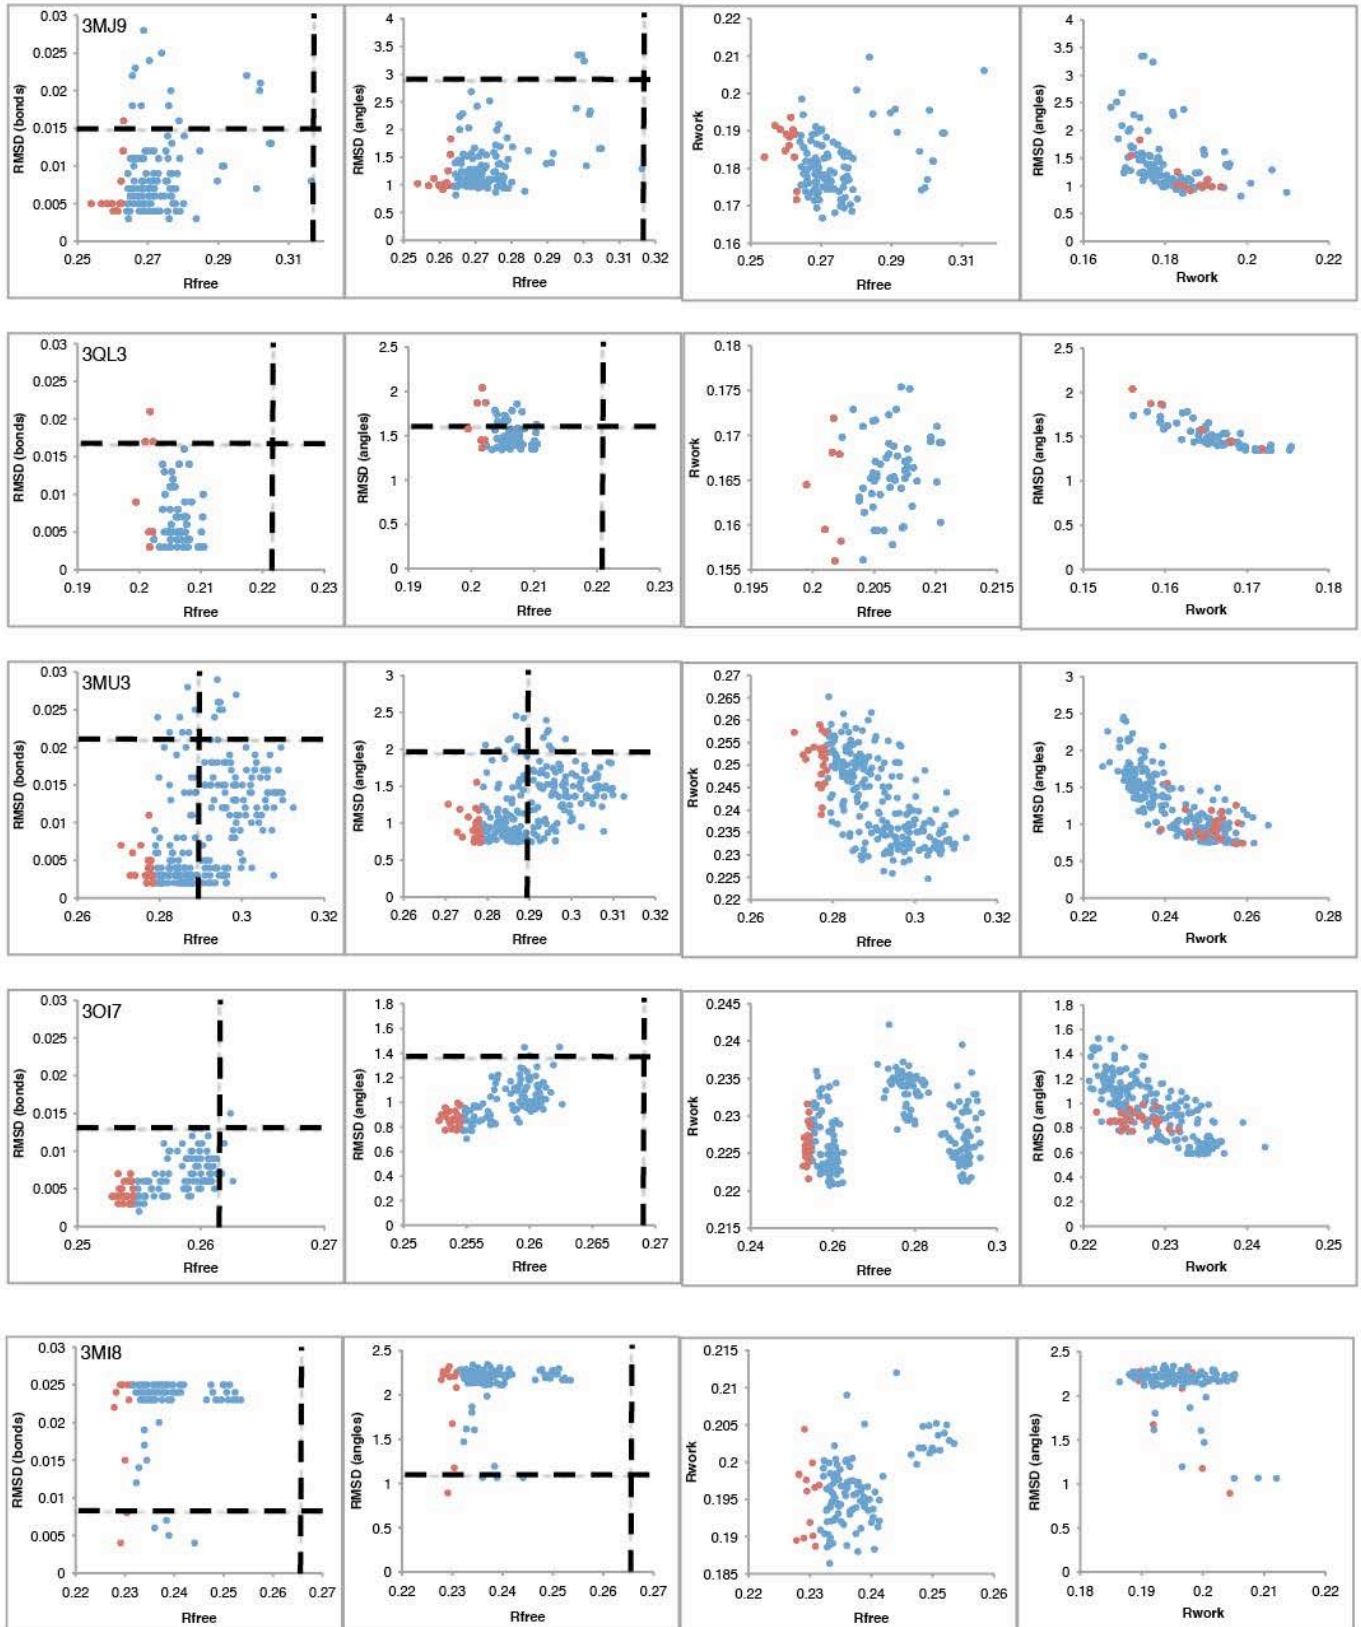 3MJ9
RMSD (bonds)
0.03
0.025
0.02
0.015
0.01
0.005
0
0.25 0.27 0.29 0.31
Rfree
RMSD (angles)
4
3.5
3
2.5
2
1.5
1
0.5
0
0.25 0.26 0.27 0.28 0.29 0.3 0.31 0.32
Rfree
Rwork
0.22
0.21
0.2
0.19
0.18
0.17
0.16
0.25 0.27 0.29 0.31
Rfree
RMSD (angles)
4
3.5
3
2.5
2
1.5
1
0.5
0
0.16 0.18 0.2 0.22
Rwork
3QL3
RMSD (bonds)
0.03
0.025
0.02
0.015
0.01
0.005
0
0.19 0.2 0.21 0.22 0.23
Rfree
RMSD (angles)
2.5
2
1.5
1
0.5
0
0.19 0.2 0.21 0.22 0.23
Rfree
Rwork
0.18
0.175
0.17
0.165
0.16
0.155
0.195 0.2 0.205 0.21 0.215
Rfree
RMSD (angles)
2.5
2
1.5
1
0.5
0
0.15 0.16 0.17 0.18
Rwork
3MU3
RMSD (bonds)
0.03
0.025
0.02
0.015
0.01
0.005
0
0.26 0.28 0.3 0.32
Rfree
RMSD (angles)
3
2.5
2
1.5
1
0.5
0
0.26 0.27 0.28 0.29 0.3 0.31 0.32
Rfree
Rwork
0.27
0.265
0.26
0.255
0.25
0.245
0.24
0.235
0.23
0.225
0.22
0.26 0.28 0.3 0.32
Rfree
RMSD (angles)
3
2.5
2
1.5
1
0.5
0
0.22 0.24 0.26 0.28
Rwork
3OI7
RMSD (bonds)
0.03
0.025
0.02
0.015
0.01
0.005
0
0.25 0.26 0.27
Rfree
RMSD (angles)
1.8
1.6
1.4
1.2
1
0.8
0.6
0.4
0.2
0
0.25 0.255 0.26 0.265 0.27
Rfree
Rwork
0.245
0.24
0.235
0.23
0.225
0.22
0.215
0.24 0.26 0.28 0.3
Rfree
RMSD (angles)
1.8
1.6
1.4
1.2
1
0.8
0.6
0.4
0.2
0
0.22 0.23 0.24 0.25
Rwork
3MI8
RMSD (bonds)
0.03
0.025
0.02
0.015
0.01
0.005
0
0.22 0.23 0.24 0.25 0.26 0.27
Rfree
RMSD (angles)
2.5
2
1.5
1
0.5
0
0.22 0.23 0.24 0.25 0.26 0.27
Rfree
Rwork
0.215
0.21
0.205
0.2
0.195
0.19
0.185
0.22 0.23 0.24 0.25 0.26
Rfree
RMSD (angles)
2.5
2
1.5
1
0.5
0
0.18 0.19 0.2 0.21 0.22
Rwork